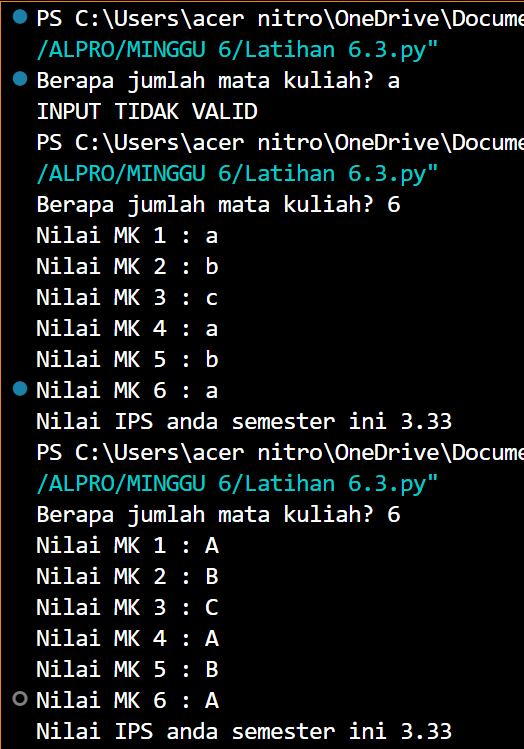 PS C:\Users\acer nitro\OneDrive\Docume
/ALPRO/MINGGU 6/Latihan 6.3.py"
Berapa jumlah mata kuliah? a
INPUT TIDAK VALID
PS C:\Users\acer nitro\OneDrive\Docume
/ALPRO/MINGGU 6/Latihan 6.3.py"
Berapa jumlah mata kuliah? 6
Nilai MK 1 : a
Nilai MK 2 : b
Nilai MK 3 : c
Nilai MK 4 : a
Nilai MK 5 : b
Nilai MK 6 : a
Nilai IPS anda semester ini 3.33
PS C:\Users\acer nitro\OneDrive\Docume
/ALPRO/MINGGU 6/Latihan 6.3.py"
Berapa jumlah mata kuliah? 6
Nilai MK 1 : A
Nilai MK 2 : B
Nilai MK 3 : C
Nilai MK 4 : A
Nilai MK 5 : B
Nilai MK 6 : A
Nilai IPS anda semester ini 3.33